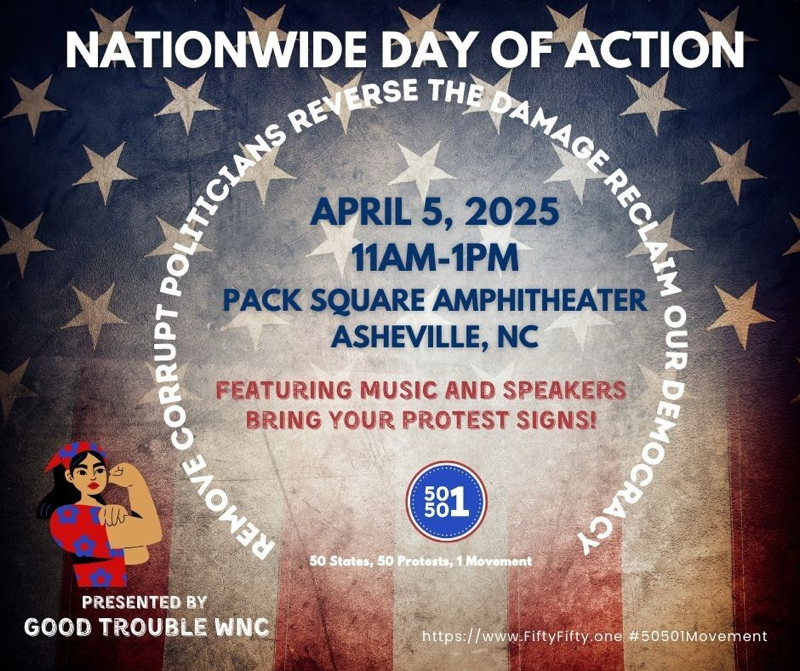 NATIONWIDE DAY OF ACTION
REMOVE CORRUPT POLITICIANS REVERSE THE DAMAGE RECLAIM OUR DEMOCRACY
APRIL 5, 2025
11AM-1PM
PACK SQUARE AMPHITHEATER
ASHEVILLE, NC
FEATURING MUSIC AND SPEAKERS
BRING YOUR PROTEST SIGNS!
50
50
1
50 States, 50 Protests, 1 Movement
PRESENTED BY
GOOD TROUBLE WNC
https://www.FiftyFifty.one #50501Movement